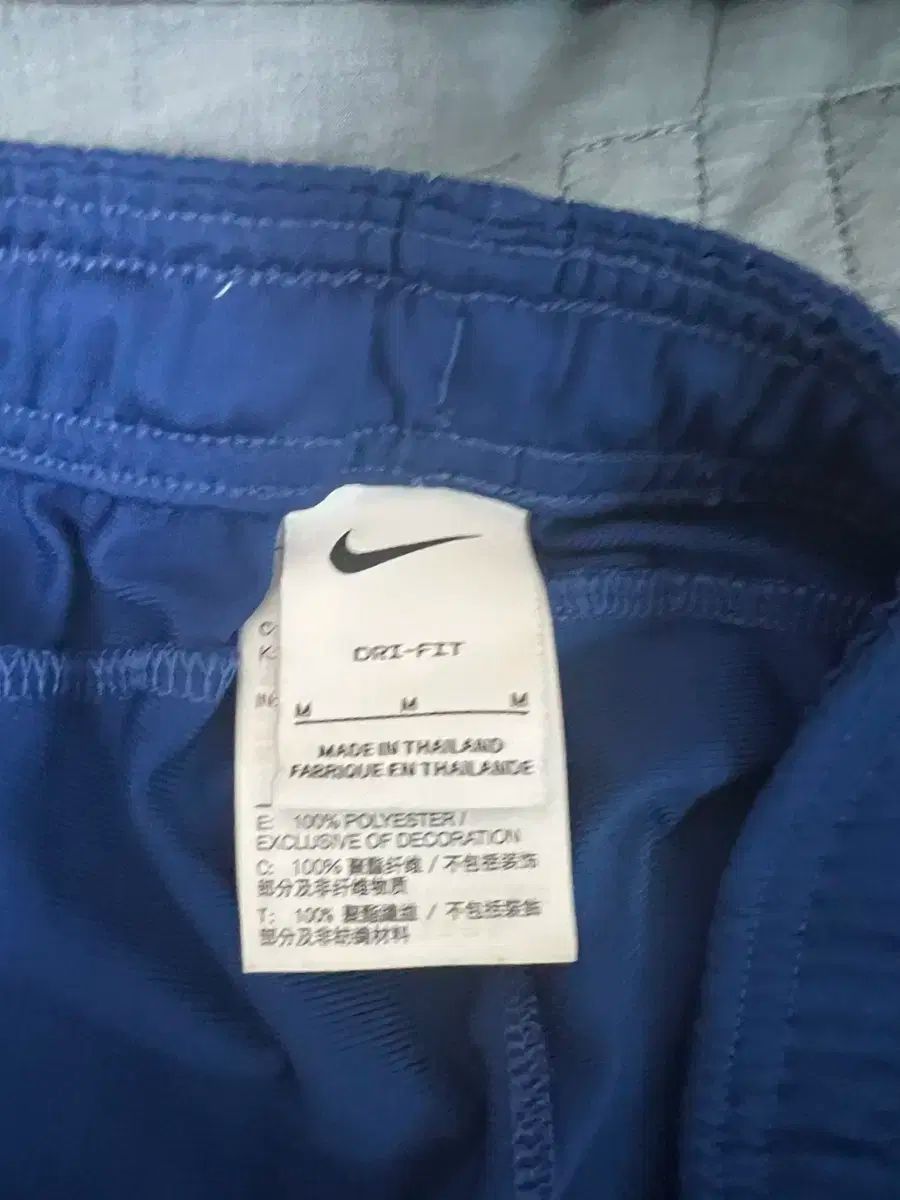 DRI-FIT
M M M
MADE IN THAILAND
FABRIQUE EN THAILANDE
E: 100% POLYESTER /
EXCLUSIVE OF DECORATION
C: 100% 聚酯纤维 / 不包括装饰
部分及非纤维物质
T: 100% 聚酯纖維 / 不包括裝飾
部分及非紡織材料